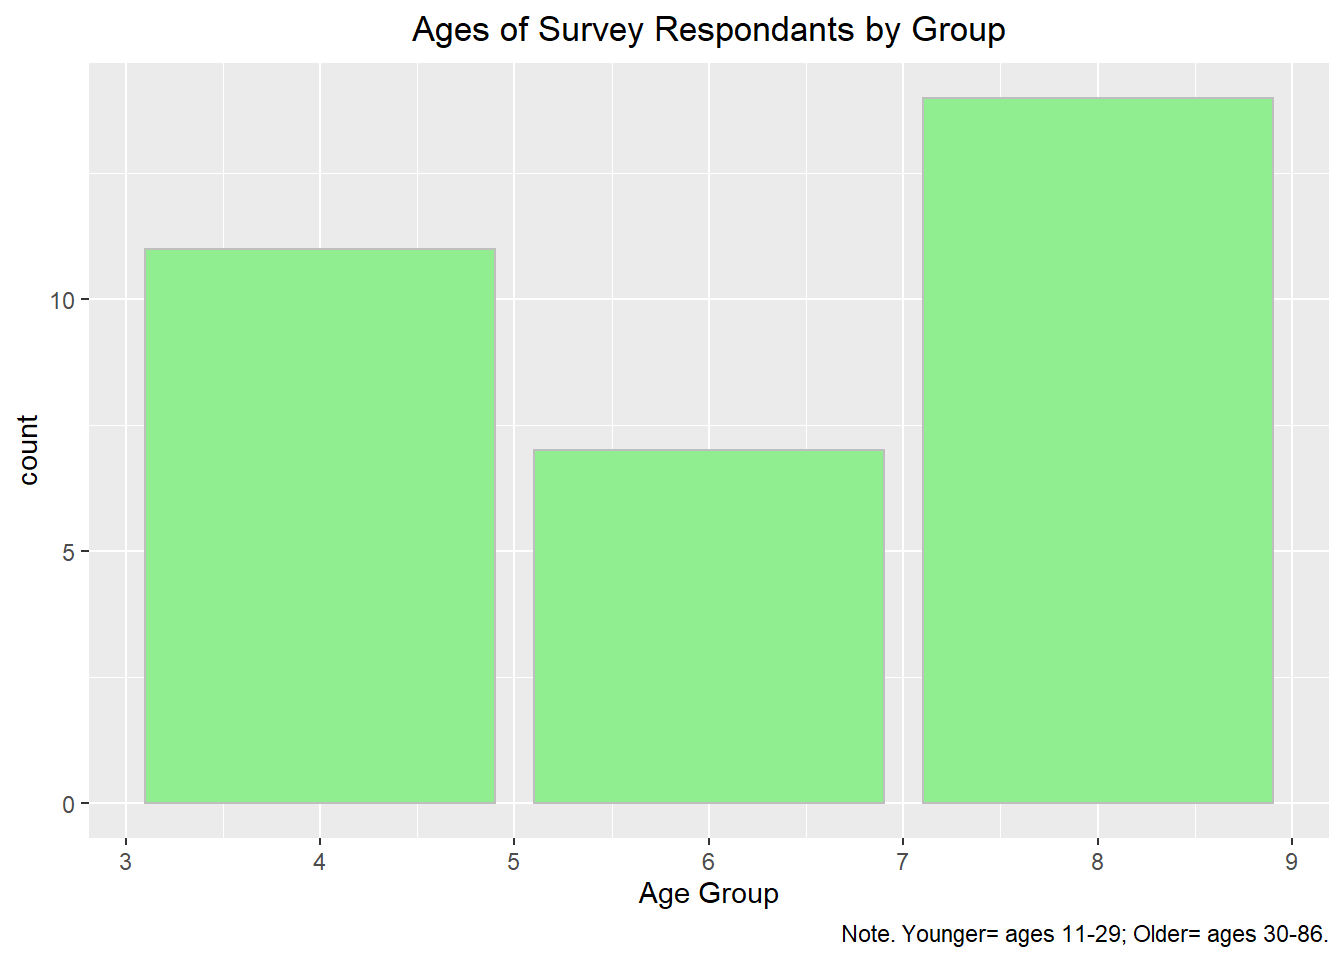 Ages of Survey Respondants by Group
count
10
5
0
3 4 5 6 7 8 9
Age Group
Note. Younger= ages 11-29; Older= ages 30-86.